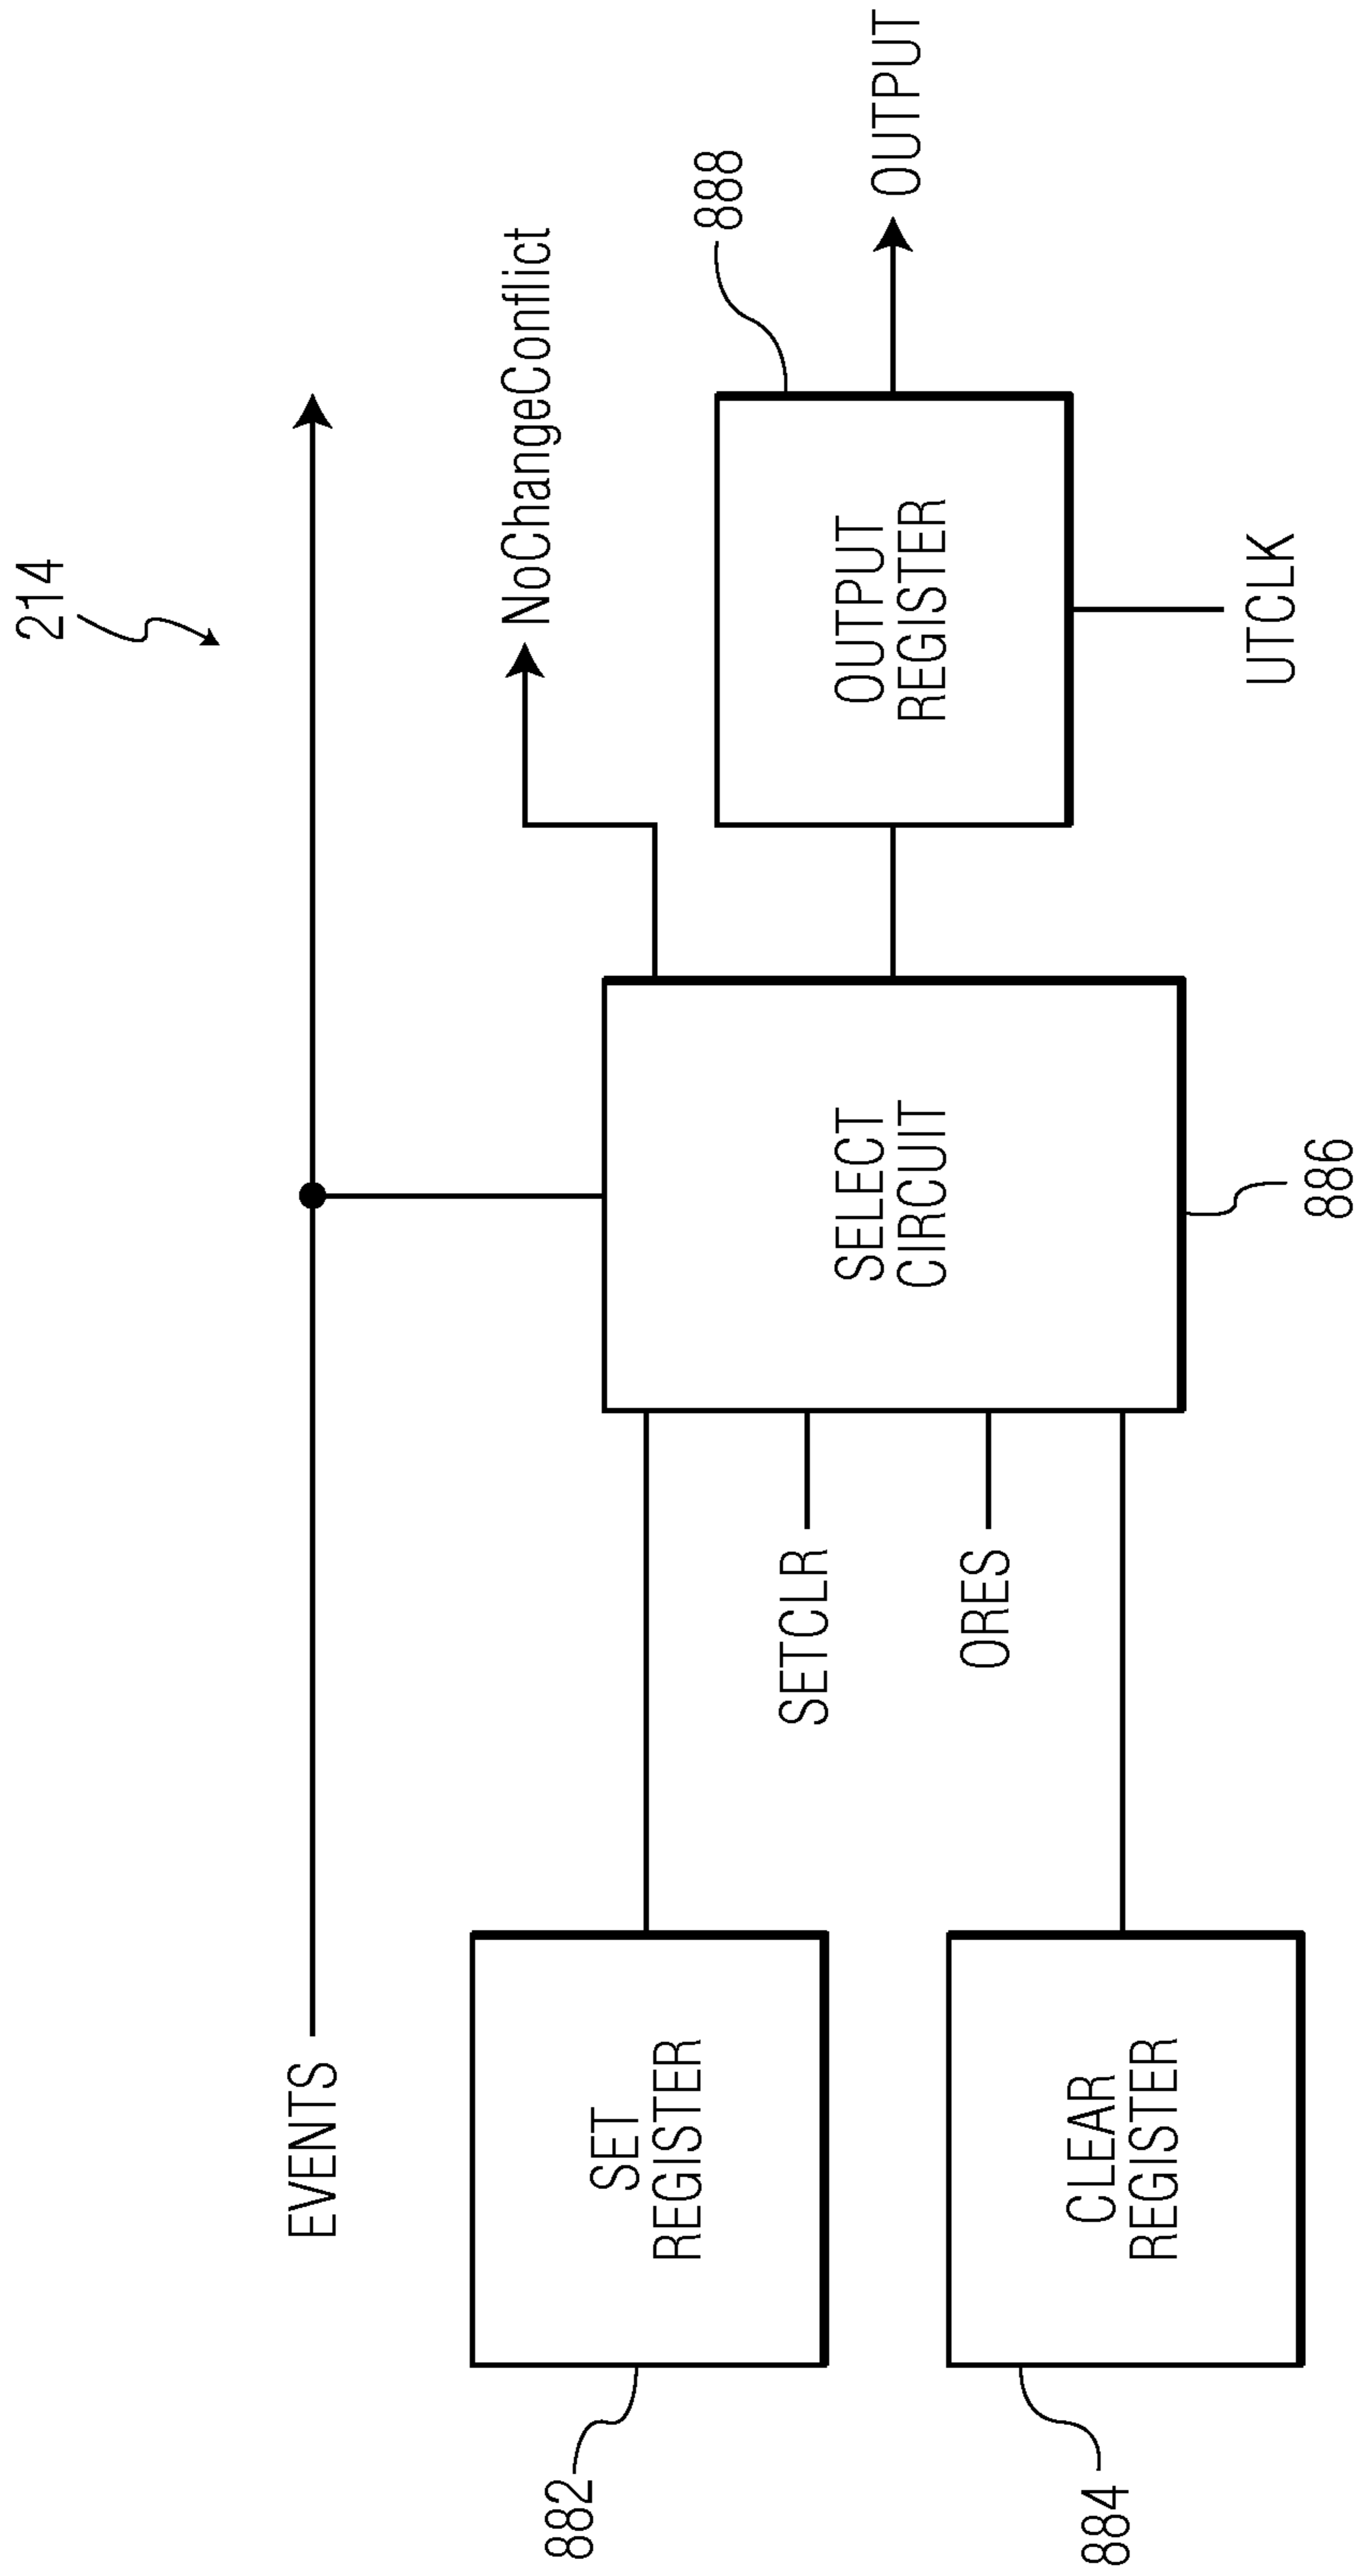 214
EVENTS
NoChangeConflict
882
SET
REGISTER
SETCLR
ORES
SELECT
CIRCUIT
886
OUTPUT
REGISTER
888
OUTPUT
UTCLK
884
CLEAR
REGISTER